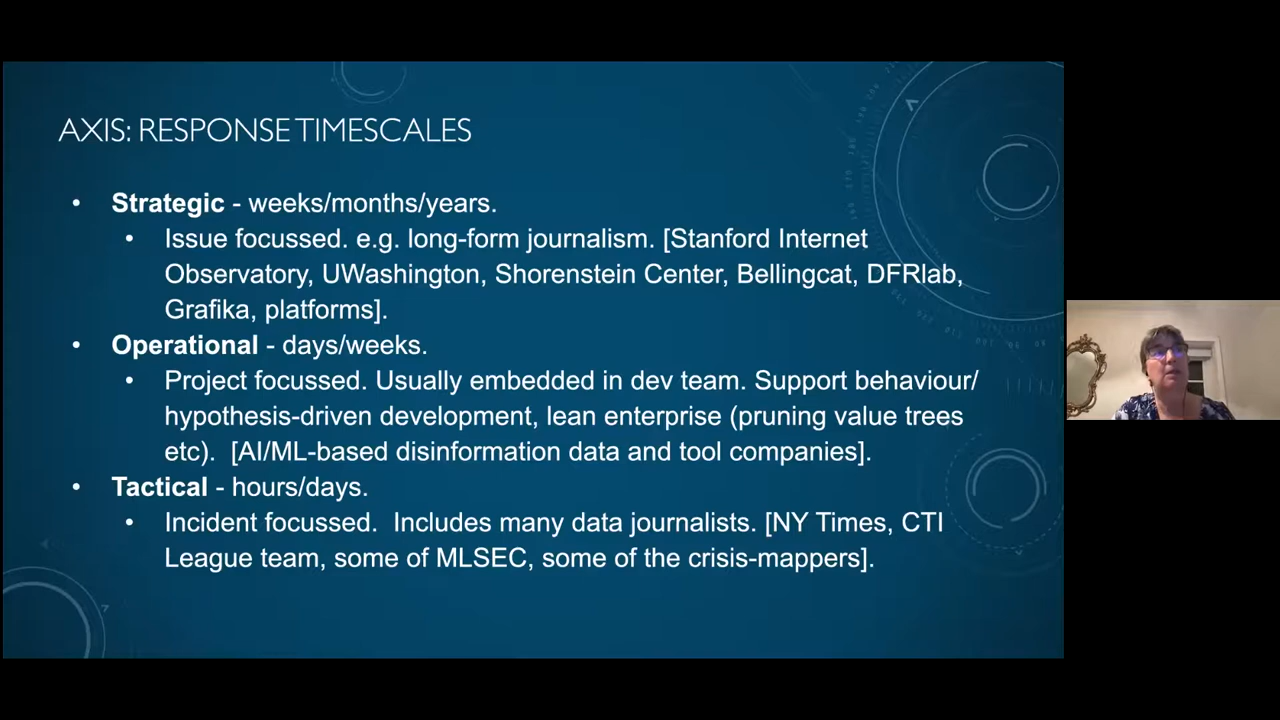 AXIS: RESPONSE TIMESCALES
• Strategic - weeks/months/years.
• Issue focussed. e.g. long-form journalism. [Stanford Internet
Observatory, UWashington, Shorenstein Center, Bellingcat, DFRlab,
Grafika, platforms].
• Operational - days/weeks.
• Project focussed. Usually embedded in dev team. Support behaviour/
hypothesis-driven development, lean enterprise (pruning value trees
etc).  [AI/ML-based disinformation data and tool companies].
• Tactical - hours/days.
• Incident focussed.  Includes many data journalists. [NY Times, CTI
League team, some of MLSEC, some of the crisis-mappers].